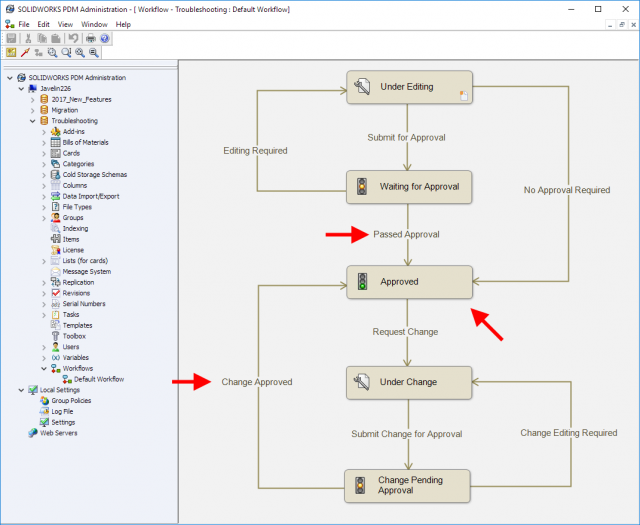 SOLIDWORKS PDM Administration - [ Workflow - Troubleshooting : Default Workflow]
File Edit View Window Help
SOLIDWORKS PDM Administration
Javelin226
2017_New_Features
Migration
Troubleshooting
Add-ins
Bills of Materials
Cards
Categories
Cold Storage Schemas
Columns
Data Import/Export
File Types
Groups
Indexing
Items
License
Lists (for cards)
Message System
Replication
Revisions
Serial Numbers
Tasks
Templates
Toolbox
Users
Variables
Workflows
Default Workflow
Local Settings
Group Policies
Log File
Settings
Web Servers
Under Editing
Submit for Approval
Editing Required
Waiting for Approval
No Approval Required
Passed Approval
Approved
Request Change
Change Approved
Under Change
Submit Change for Approval
Change Editing Required
Change Pending
Approval